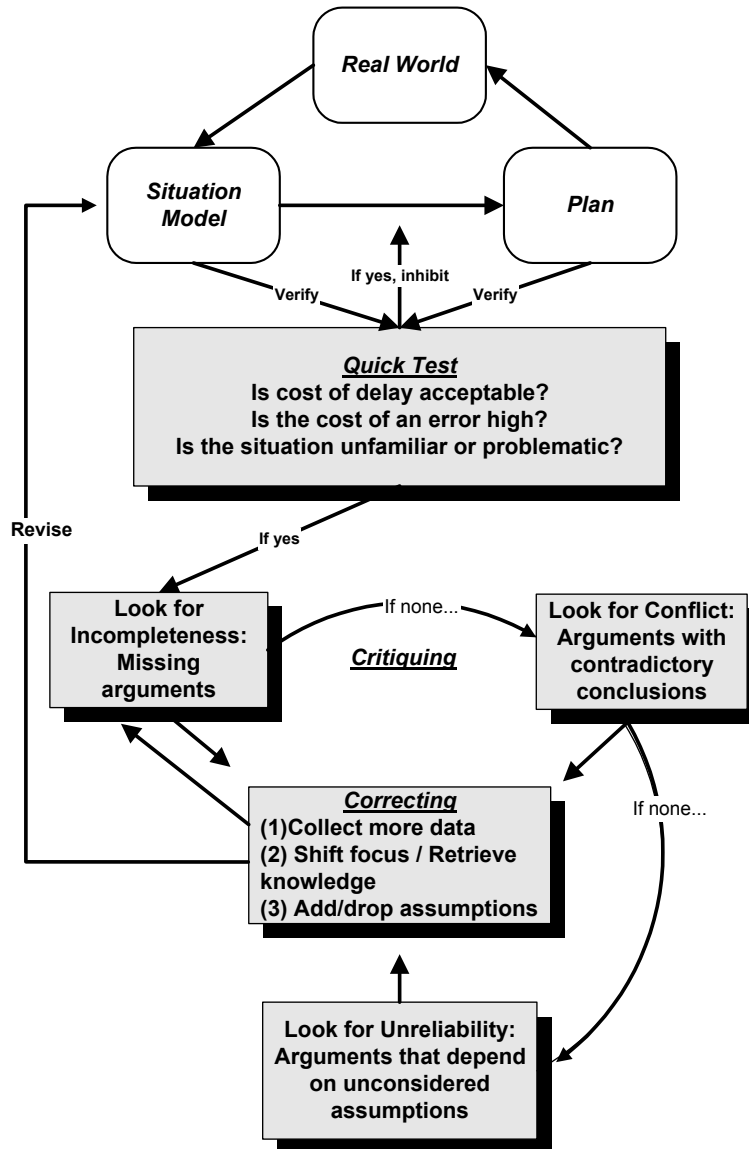 Real World
Situation
Model
Plan
If yes, inhibit
Verify
Verify
Quick Test
Is cost of delay acceptable?
Is the cost of an error high?
Is the situation unfamiliar or problematic?
Revise
If yes
Look for
Incompleteness:
Missing
arguments
If none...
Critiquing
Look for Conflict:
Arguments with
contradictory
conclusions
If none...
Correcting
(1)Collect more data
(2) Shift focus / Retrieve
knowledge
(3) Add/drop assumptions
Look for Unreliability:
Arguments that depend
on unconsidered
assumptions